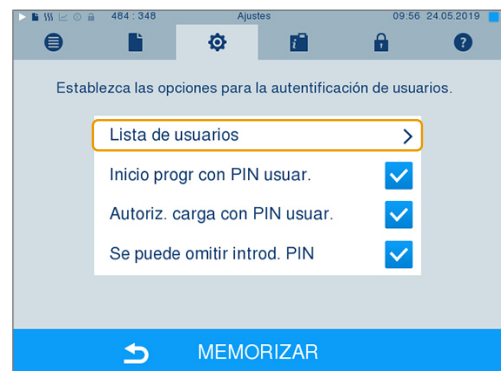 484 : 348 Ajustes 09:56 24.05.2019
Establezca las opciones para la autentificación de usuarios.
Lista de usuarios
Inicio progr con PIN usuar.
Autoriz. carga con PIN usuar.
Se puede omitir introd. PIN
MEMORIZAR